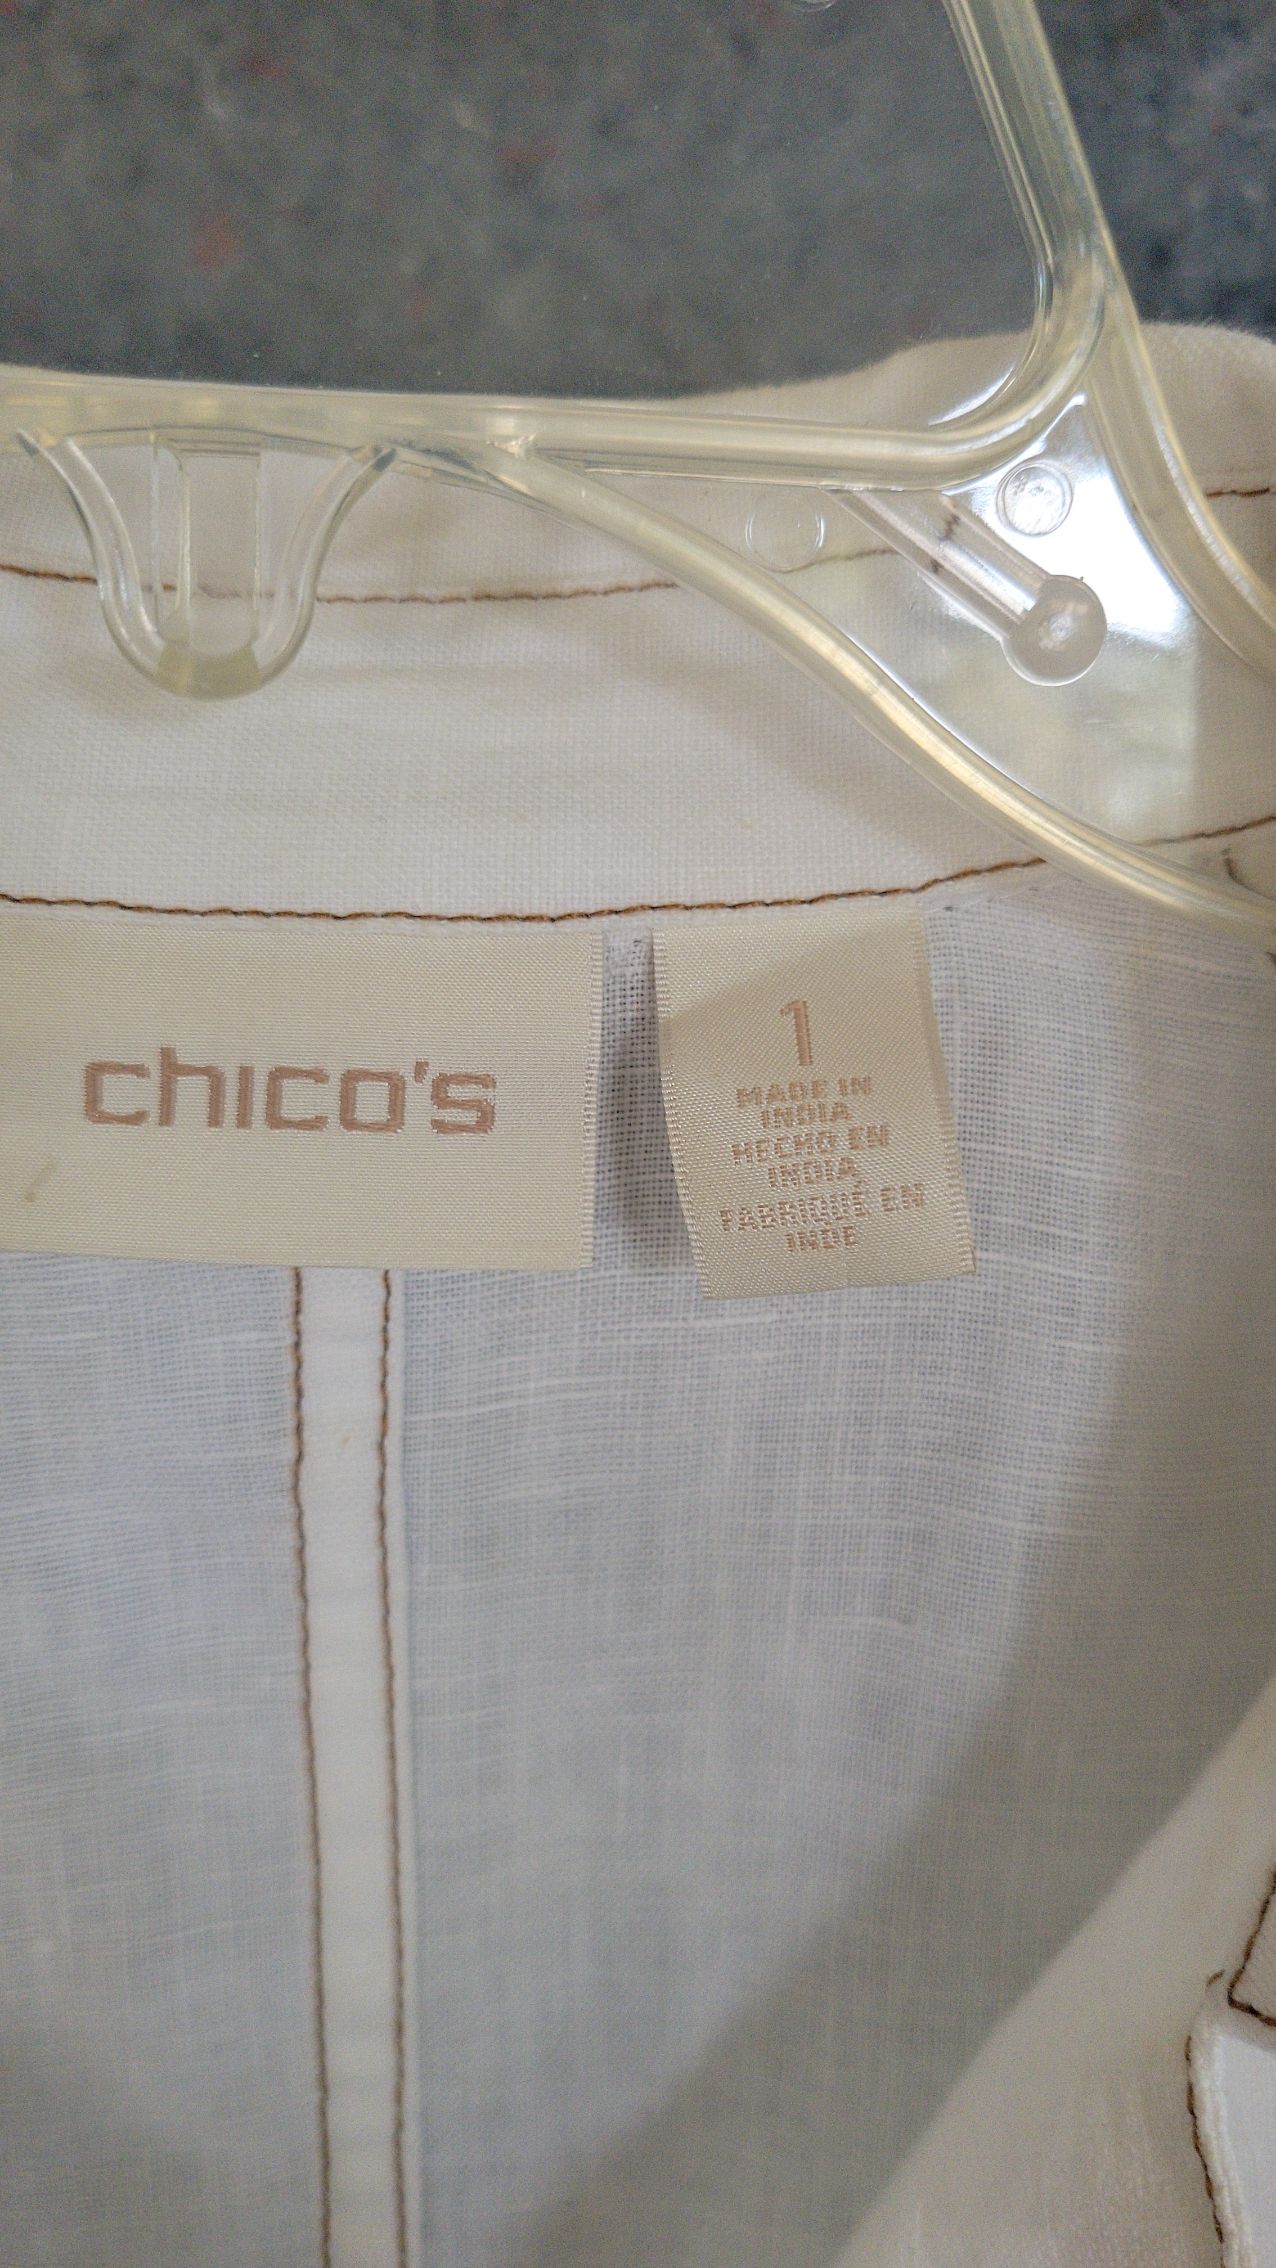 chico's
1
MADE IN
INDIA
HECHO EN
INDIA
FABRIQUÉ EN
INDE